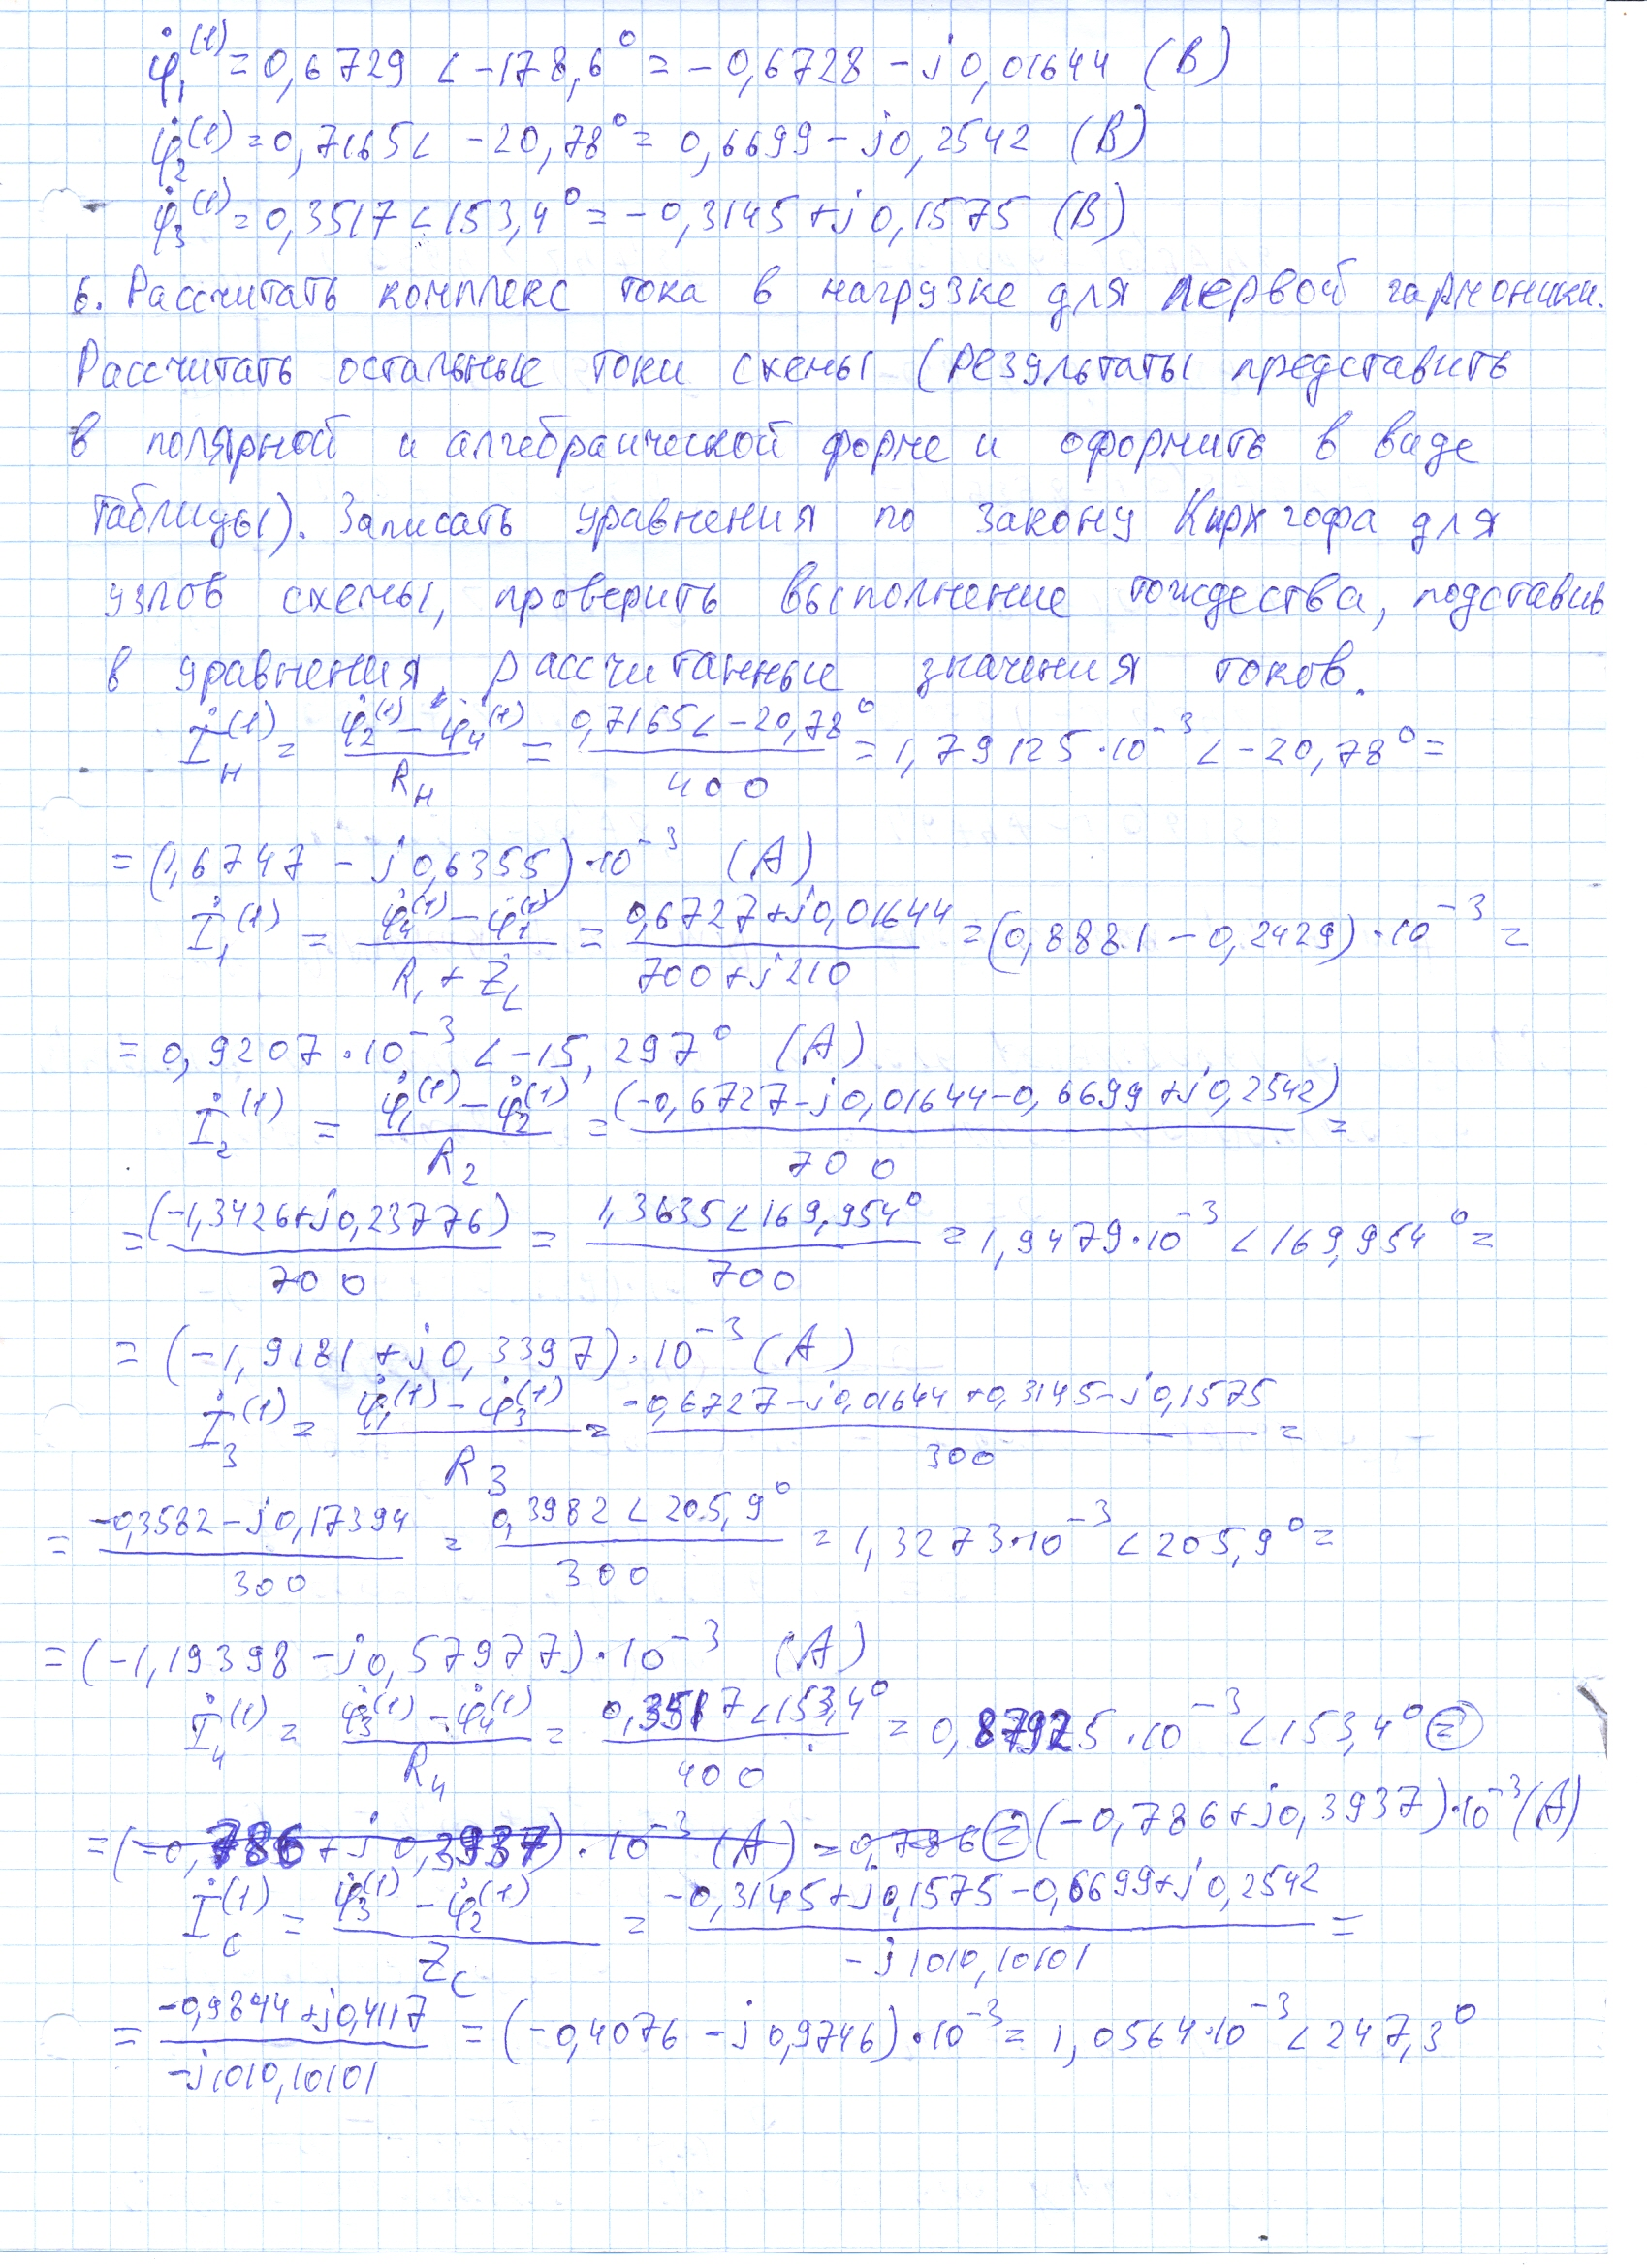 φ̇₁⁽¹⁾ = 0,6729 < -178,6° = -0,6728 - j0,01644 (В)
φ̇₂⁽¹⁾ = 0,7165 < -20,78° = 0,6699 - j0,2542 (В)
φ̇₃⁽¹⁾ = 0,3517 < 153,4° = -0,3145 + j0,1575 (В)
6. Рассчитать комплекс тока в нагрузке для первой гармоники.
Рассчитать остальные токи схемы (результаты представить
в полярной и алгебраической форме и оформить в виде
таблицы). Записать уравнения по закону Кирхгофа для
узлов схемы, проверить выполнение тождества, подставив
в уравнения рассчитанные значения токов.
İ_н⁽¹⁾ = (φ̇₂⁽¹⁾ - φ̇₄⁽¹⁾)/R_н = (0,7165 < -20,78°)/400 = 1,79125·10⁻³ < -20,78° =
= (1,6747 - j0,6355)·10⁻³ (А)
İ₁⁽¹⁾ = (φ̇₄⁽¹⁾ - φ̇₁⁽¹⁾)/(R₁ + Z_L) = (0,6727 + j0,01644)/(700 + j210) = (0,8881 - 0,2429)·10⁻³ =
= 0,9207·10⁻³ < -15,297° (А)
İ₂⁽¹⁾ = (φ̇₁⁽¹⁾ - φ̇₂⁽¹⁾)/R₂ = (-0,6727 - j0,01644 - 0,6699 + j0,2542)/700 =
= (-1,3426 + j0,23776)/700 = (1,3635 < 169,954°)/700 = 1,9479·10⁻³ < 169,954° =
= (-1,9181 + j0,3397)·10⁻³ (А)
İ₃⁽¹⁾ = (φ̇₁⁽¹⁾ - φ̇₃⁽¹⁾)/R₃ = (-0,6727 - j0,01644 + 0,3145 - j0,1575)/300 =
= (-0,3582 - j0,17394)/300 = (0,3982 < 205,9°)/300 = 1,3273·10⁻³ < 205,9° =
= (-1,19398 - j0,57977)·10⁻³ (А)
İ₄⁽¹⁾ = (φ̇₃⁽¹⁾ - φ̇₄⁽¹⁾)/R₄ = (0,3517 < 153,4°)/400 = 0,87925·10⁻³ < 153,4° =
= (-0,786 + j0,3937)·10⁻³ (А) = 0,786 = (-0,786 + j0,3937)·10⁻³ (А)
İ_C⁽¹⁾ = (φ̇₃⁽¹⁾ - φ̇₂⁽¹⁾)/Z_C = (-0,3145 + j0,1575 - 0,6699 + j0,2542)/(-j1010,10101) =
= (-0,9844 + j0,4117)/(-j1010,10101) = (-0,4076 - j0,9746)·10⁻³ = 1,0564·10⁻³ < 247,3°